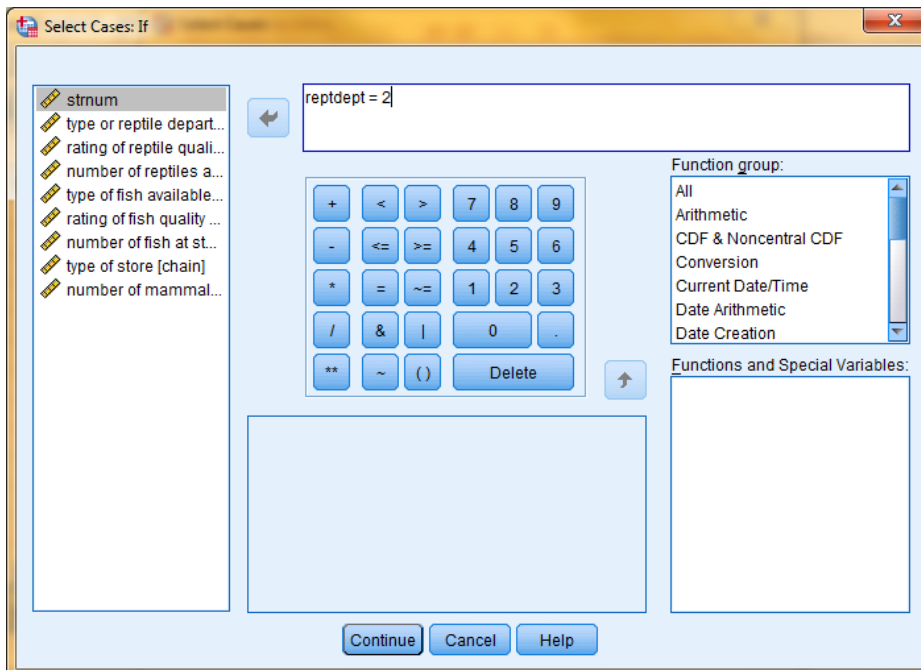 Select Cases: If
strnum
type or reptile depart...
rating of reptile quali...
number of reptiles a...
type of fish available...
rating of fish quality ...
number of fish at st...
type of store [chain]
number of mammal...
reptdept = 2
+ < > 7 8 9
- <= >= 4 5 6
* = ~= 1 2 3
/ & | 0 .
** ~ ( ) Delete
Function group:
All
Arithmetic
CDF & Noncentral CDF
Conversion
Current Date/Time
Date Arithmetic
Date Creation
Functions and Special Variables:
Continue Cancel Help